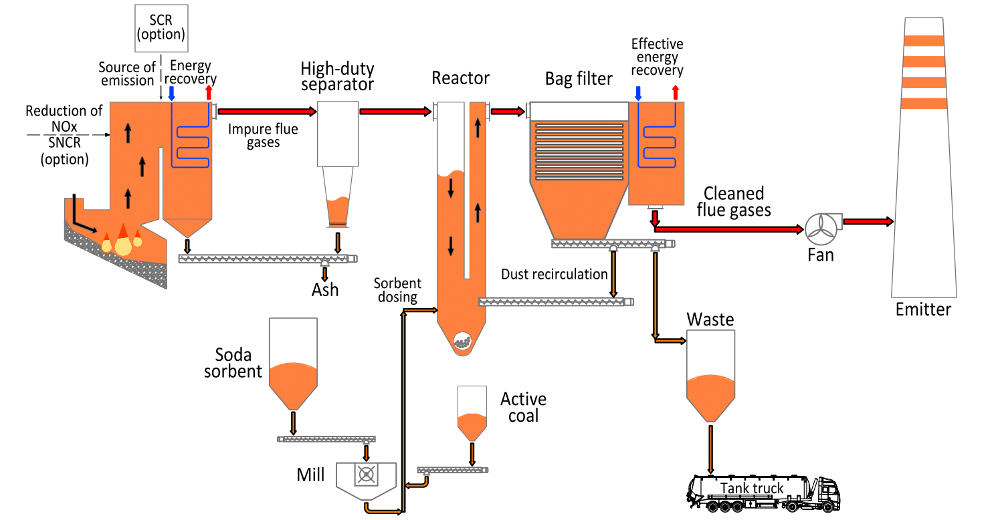 SCR
(option)
Source of
emission
Energy
recovery
Reduction of
NOx
SNCR
(option)
Impure flue
gases
High-duty
separator
Reactor
Bag filter
Effective
energy
recovery
Cleaned
flue gases
Fan
Emitter
Ash
Dust recirculation
Sorbent
dosing
Waste
Soda
sorbent
Active
coal
Mill
Tank truck